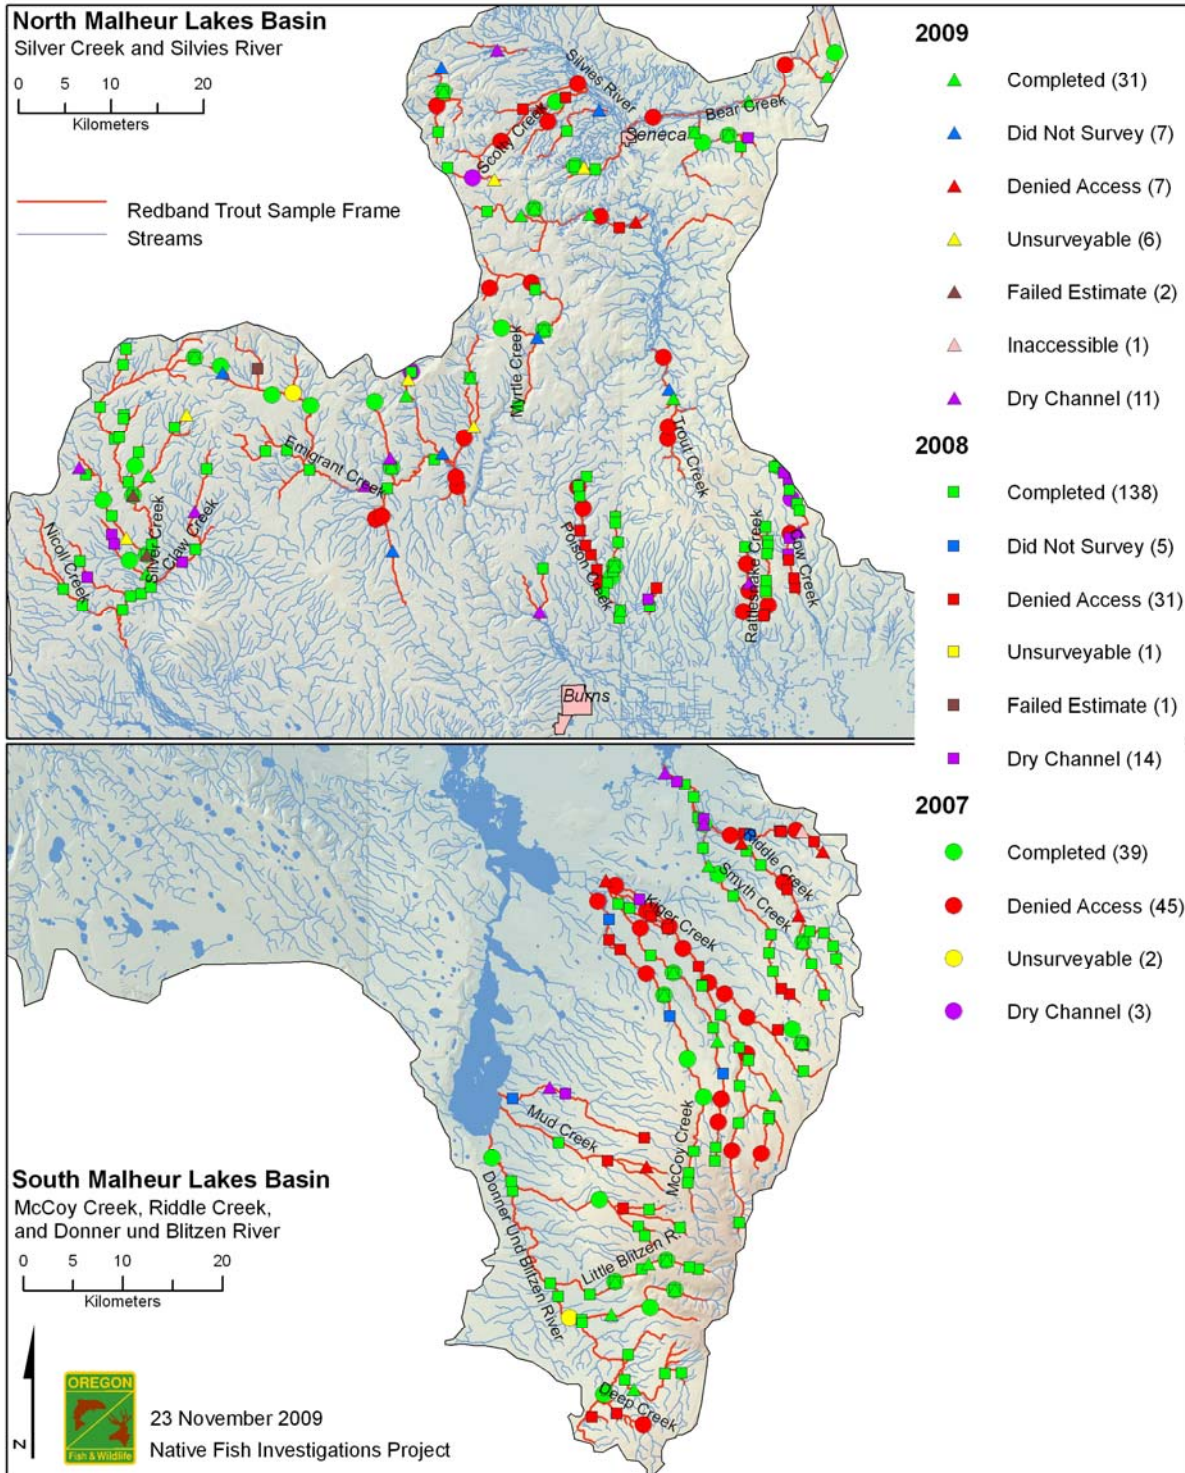 North Malheur Lakes Basin
Silver Creek and Silvies River
0 5 10 20
Kilometers
Redband Trout Sample Frame
Streams
Silvies River
Bear Creek
Seneca
Scotty Creek
Myrtle Creek
Emigrant Creek
Trout Creek
Nicoll Creek
Silver Creek
Claw Creek
Poison Creek
Rattlesnake Creek
Cow Creek
Burns
2009
Completed (31)
Did Not Survey (7)
Denied Access (7)
Unsurveyable (6)
Failed Estimate (2)
Inaccessible (1)
Dry Channel (11)
2008
Completed (138)
Did Not Survey (5)
Denied Access (31)
Unsurveyable (1)
Failed Estimate (1)
Dry Channel (14)
2007
Completed (39)
Denied Access (45)
Unsurveyable (2)
Dry Channel (3)
Riddle Creek
Smyth Creek
Kiger Creek
Mud Creek
McCoy Creek
Donner Und Blitzen River
Little Blitzen R.
Deep Creek
South Malheur Lakes Basin
McCoy Creek, Riddle Creek,
and Donner und Blitzen River
0 5 10 20
Kilometers
N
OREGON
Fish & Wildlife
23 November 2009
Native Fish Investigations Project